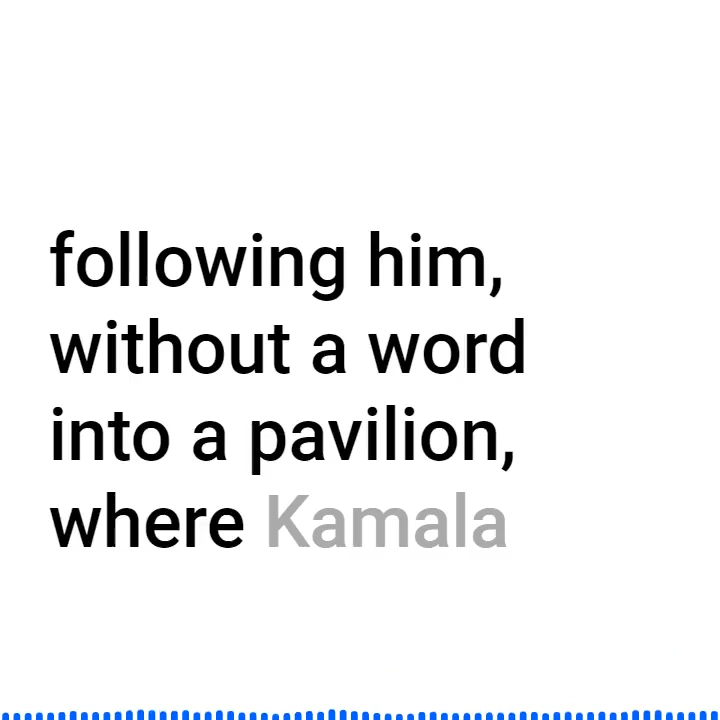 following him,
without a word
into a pavilion,
where Kamala